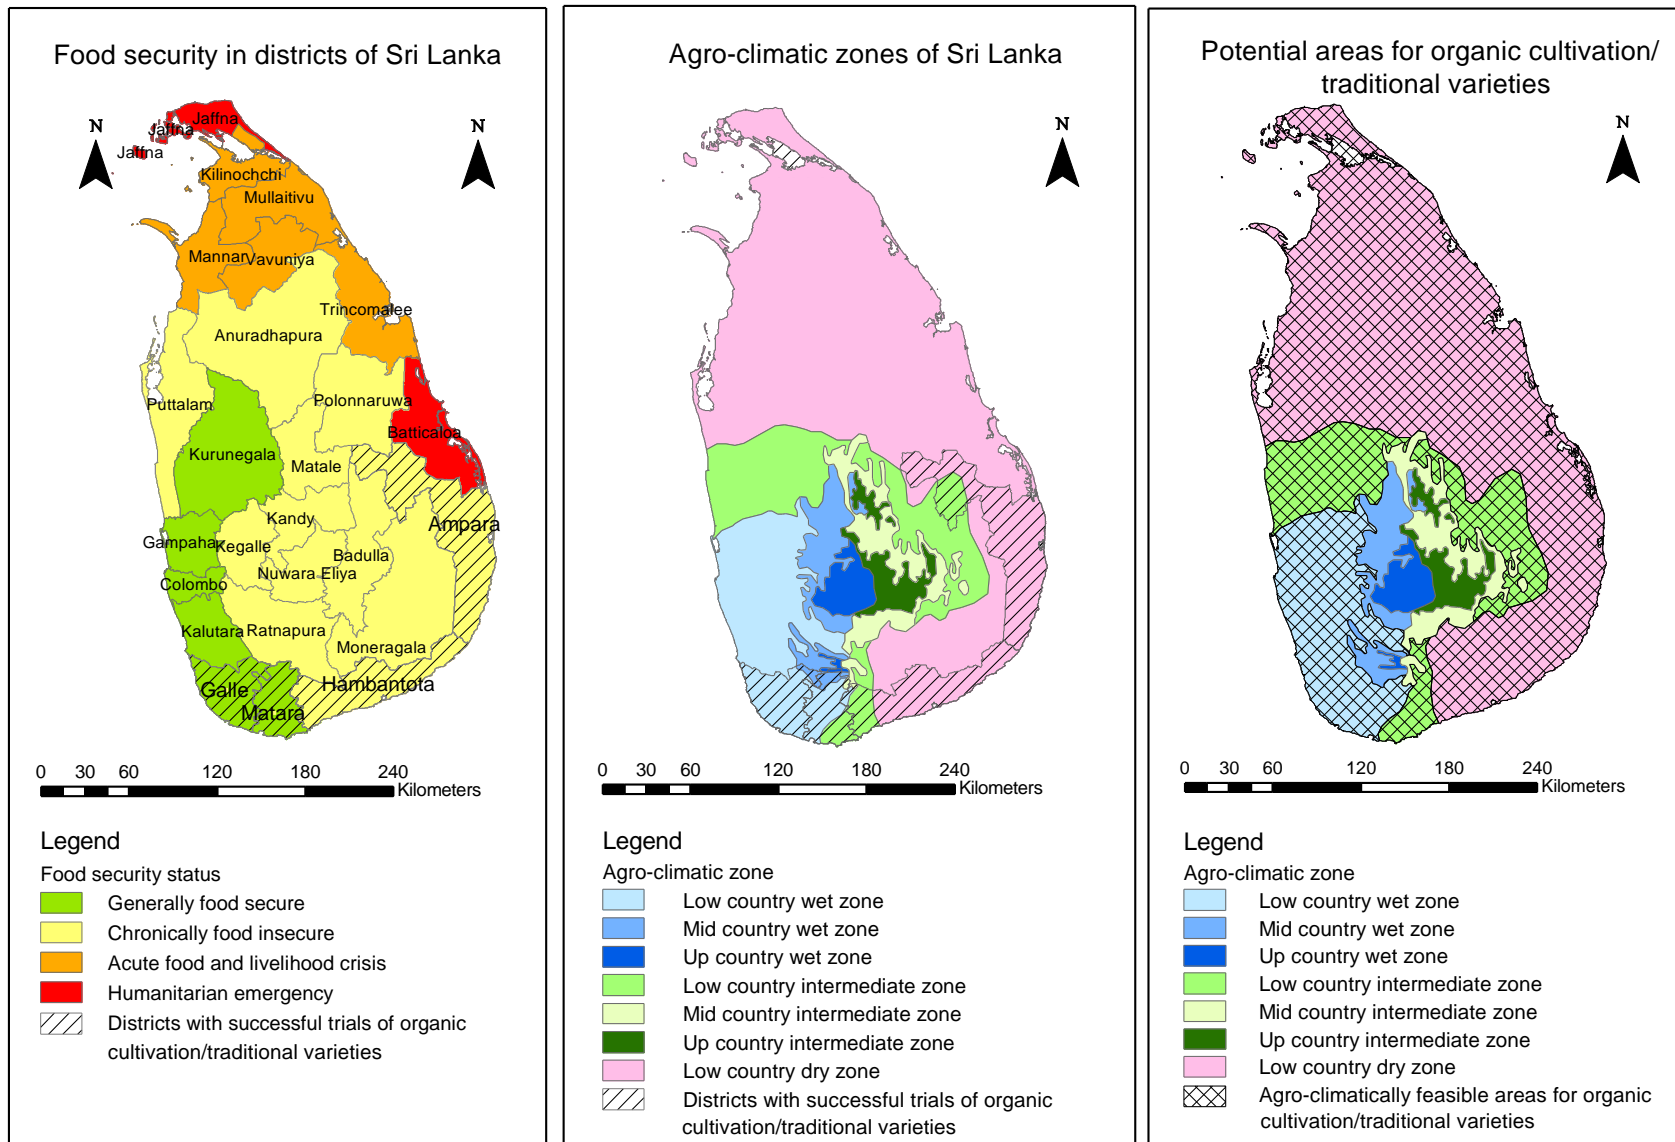 Food security in districts of Sri Lanka
N
N
Jaffna
Jaffna
Jaffna
Kilinochchi
Mullaitivu
Mannar
Vavuniya
Trincomalee
Anuradhapura
Puttalam
Polonnaruwa
Batticaloa
Kurunegala
Matale
Kandy
Ampara
Gampaha
Kegalle
Badulla
Nuwara Eliya
Colombo
Kalutara
Ratnapura
Moneragala
Galle
Hambantota
Matara
0 30 60 120 180 240
Kilometers
Legend
Food security status
Generally food secure
Chronically food insecure
Acute food and livelihood crisis
Humanitarian emergency
Districts with successful trials of organic
cultivation/traditional varieties
Agro-climatic zones of Sri Lanka
N
0 30 60 120 180 240
Kilometers
Legend
Agro-climatic zone
Low country wet zone
Mid country wet zone
Up country wet zone
Low country intermediate zone
Mid country intermediate zone
Up country intermediate zone
Low country dry zone
Districts with successful trials of organic
cultivation/traditional varieties
Potential areas for organic cultivation/
traditional varieties
N
0 30 60 120 180 240
Kilometers
Legend
Agro-climatic zone
Low country wet zone
Mid country wet zone
Up country wet zone
Low country intermediate zone
Mid country intermediate zone
Up country intermediate zone
Low country dry zone
Agro-climatically feasible areas for organic
cultivation/traditional varieties